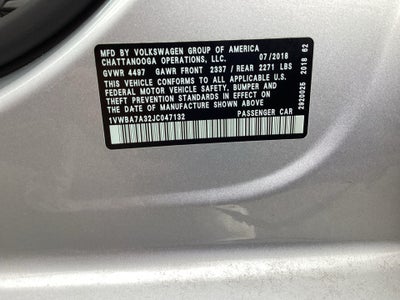 MFD BY VOLKSWAGEN GROUP OF AMERICA
CHATTANOOGA OPERATIONS, LLC. 07/2018
GVWR 4497 GAWR FRONT 2337 / REAR 2271 LBS
THIS VEHICLE CONFORMS TO ALL APPLICABLE U.S.
FEDERAL MOTOR VEHICLE SAFETY, BUMPER AND
THEFT PREVENTION STANDARDS IN EFFECT ON
THE DATE OF MANUFACTURE SHOWN ABOVE
1VWBA7A32JC047132 PASSENGER CAR
2920025 2018 62